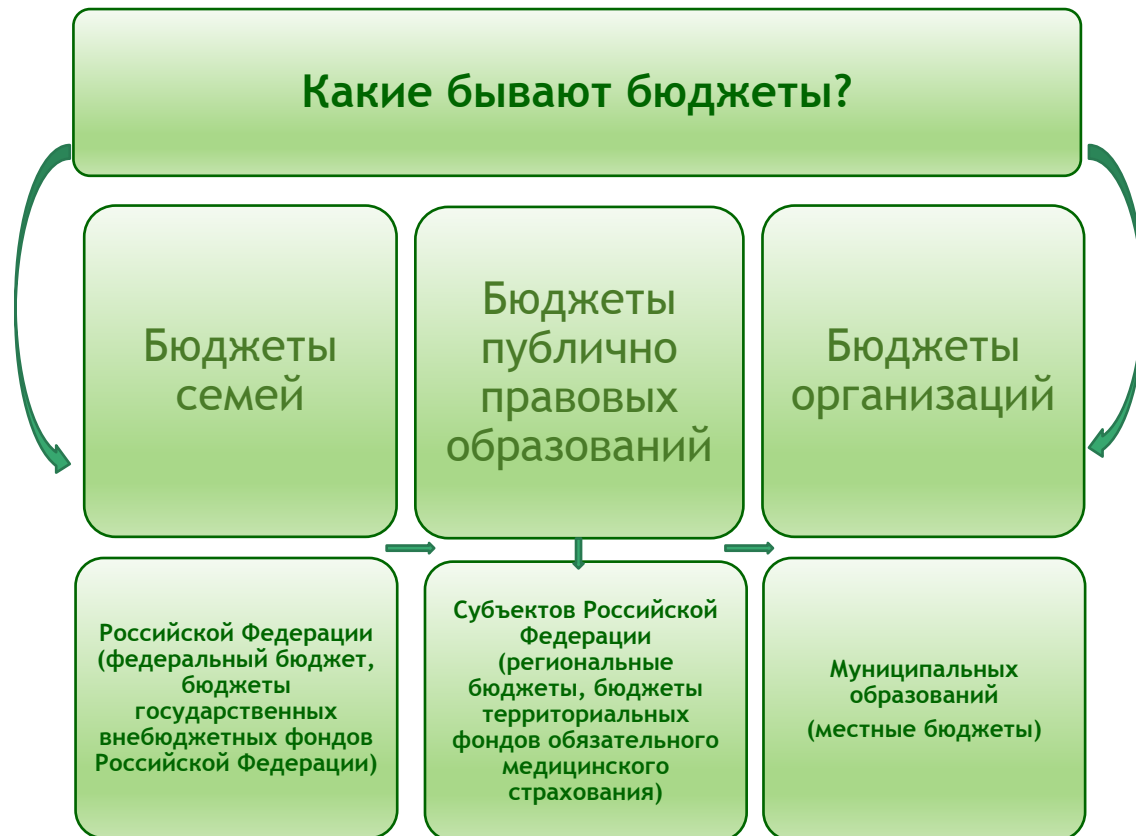 Какие бывают бюджеты?
Бюджеты
семей
Бюджеты
публично
правовых
образований
Бюджеты
организаций
Российской Федерации
(федеральный бюджет,
бюджеты
государственных
внебюджетных фондов
Российской Федерации)
Субъектов Российской
Федерации
(региональные
бюджеты, бюджеты
территориальных
фондов обязательного
медицинского
страхования)
Муниципальных
образований
(местные бюджеты)